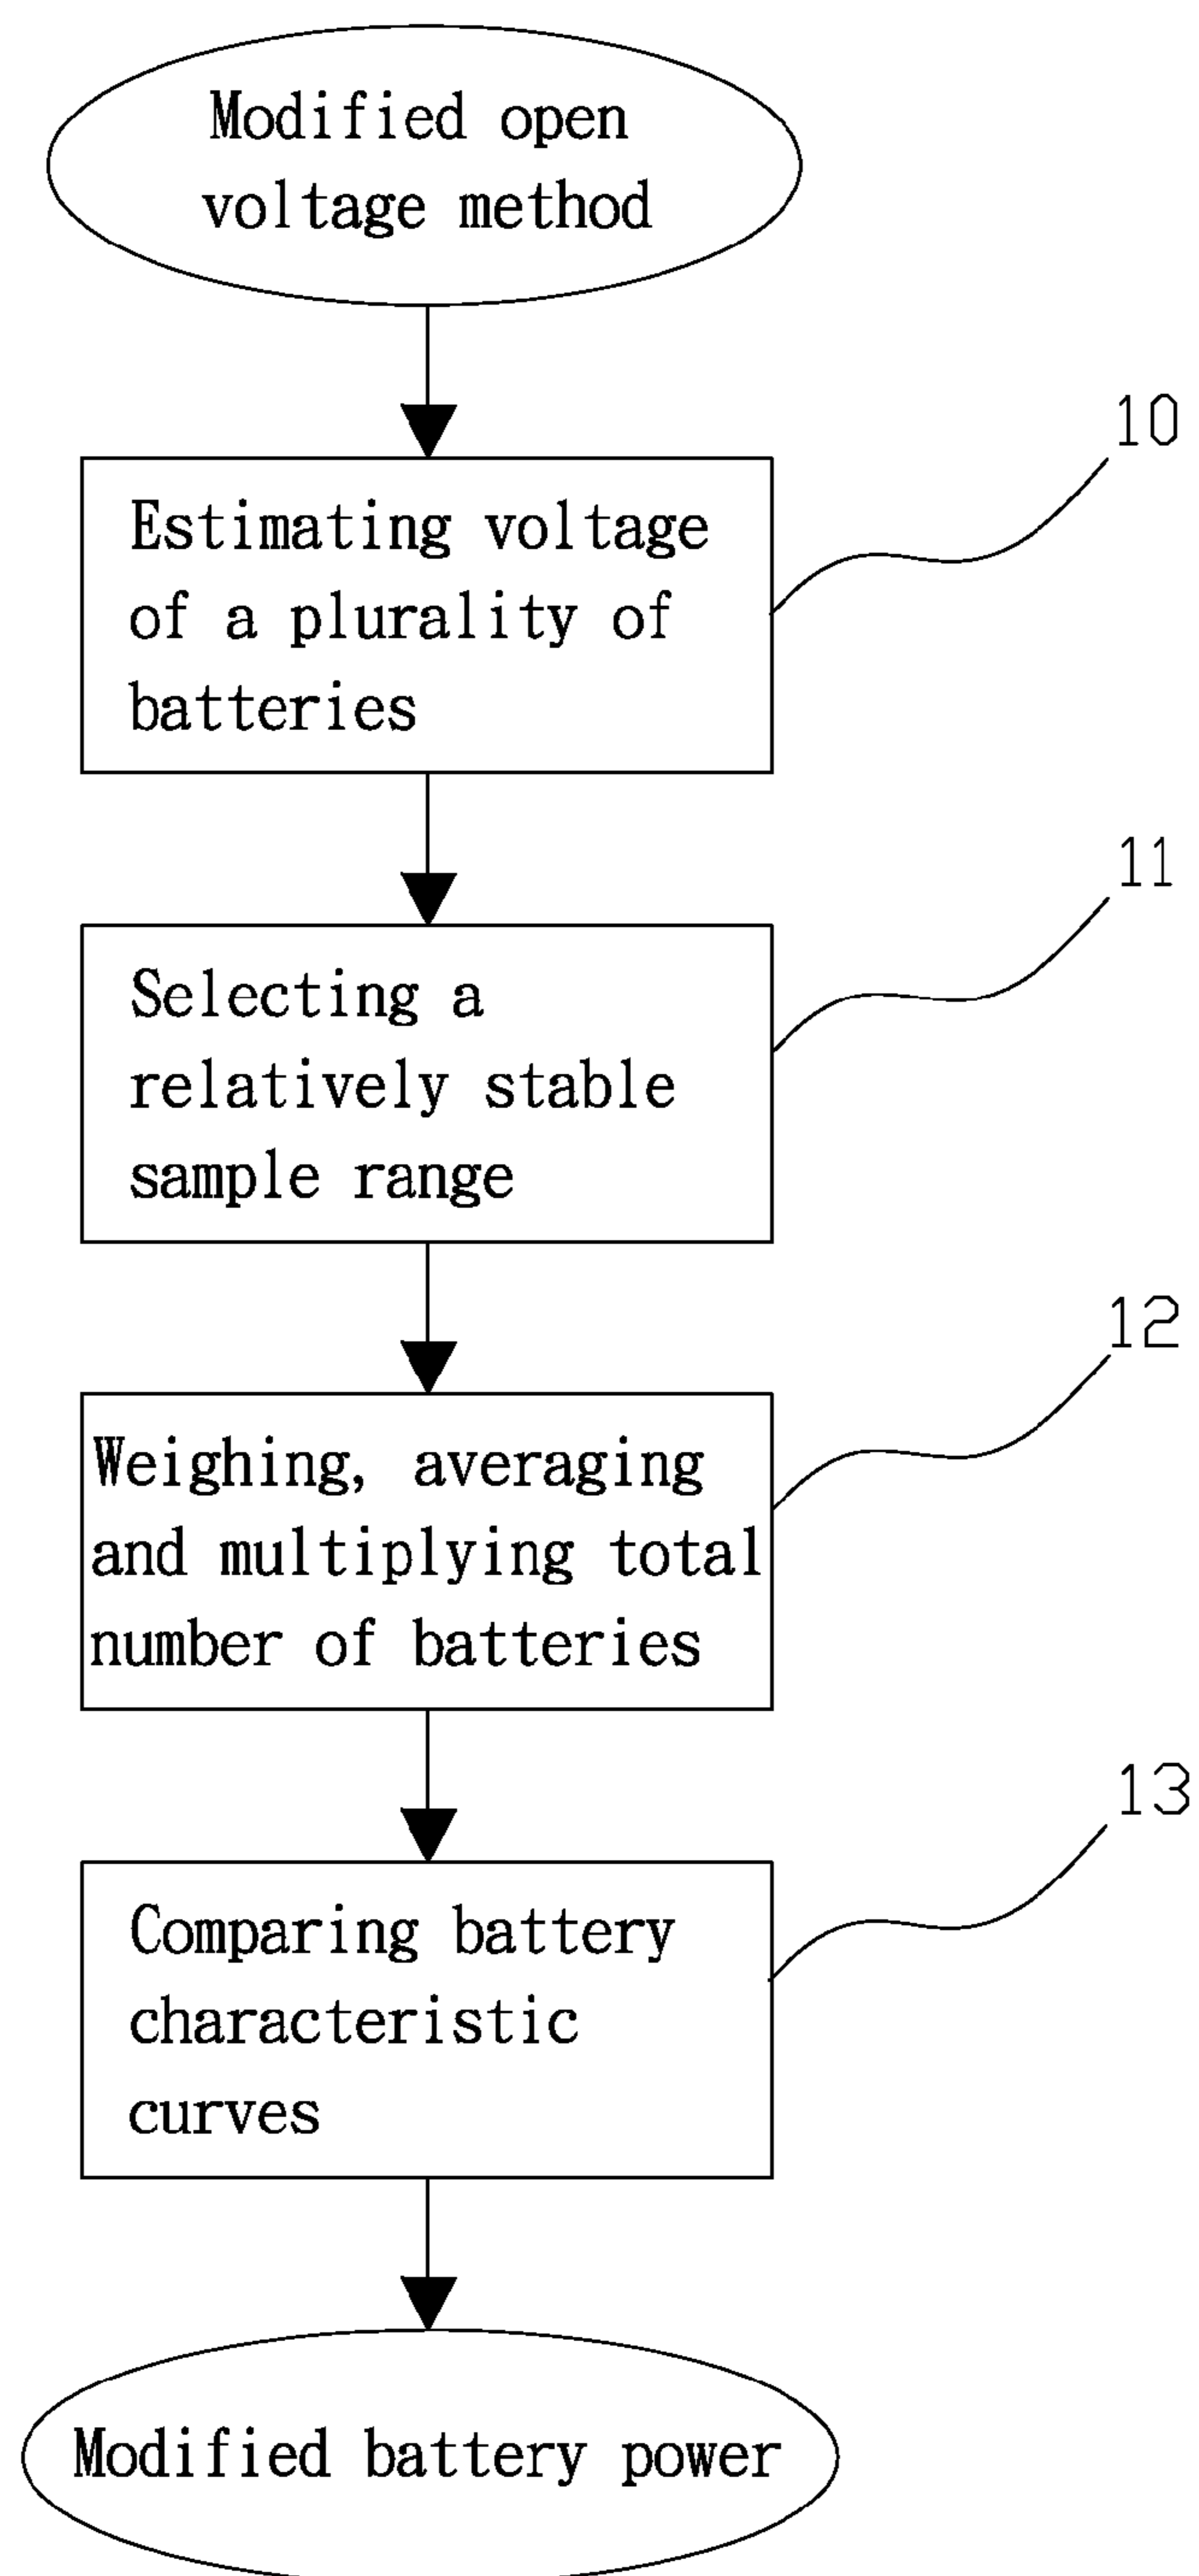 Modified open
voltage method
10
Estimating voltage
of a plurality of
batteries
11
Selecting a
relatively stable
sample range
12
Weighing, averaging
and multiplying total
number of batteries
13
Comparing battery
characteristic
curves
Modified battery power